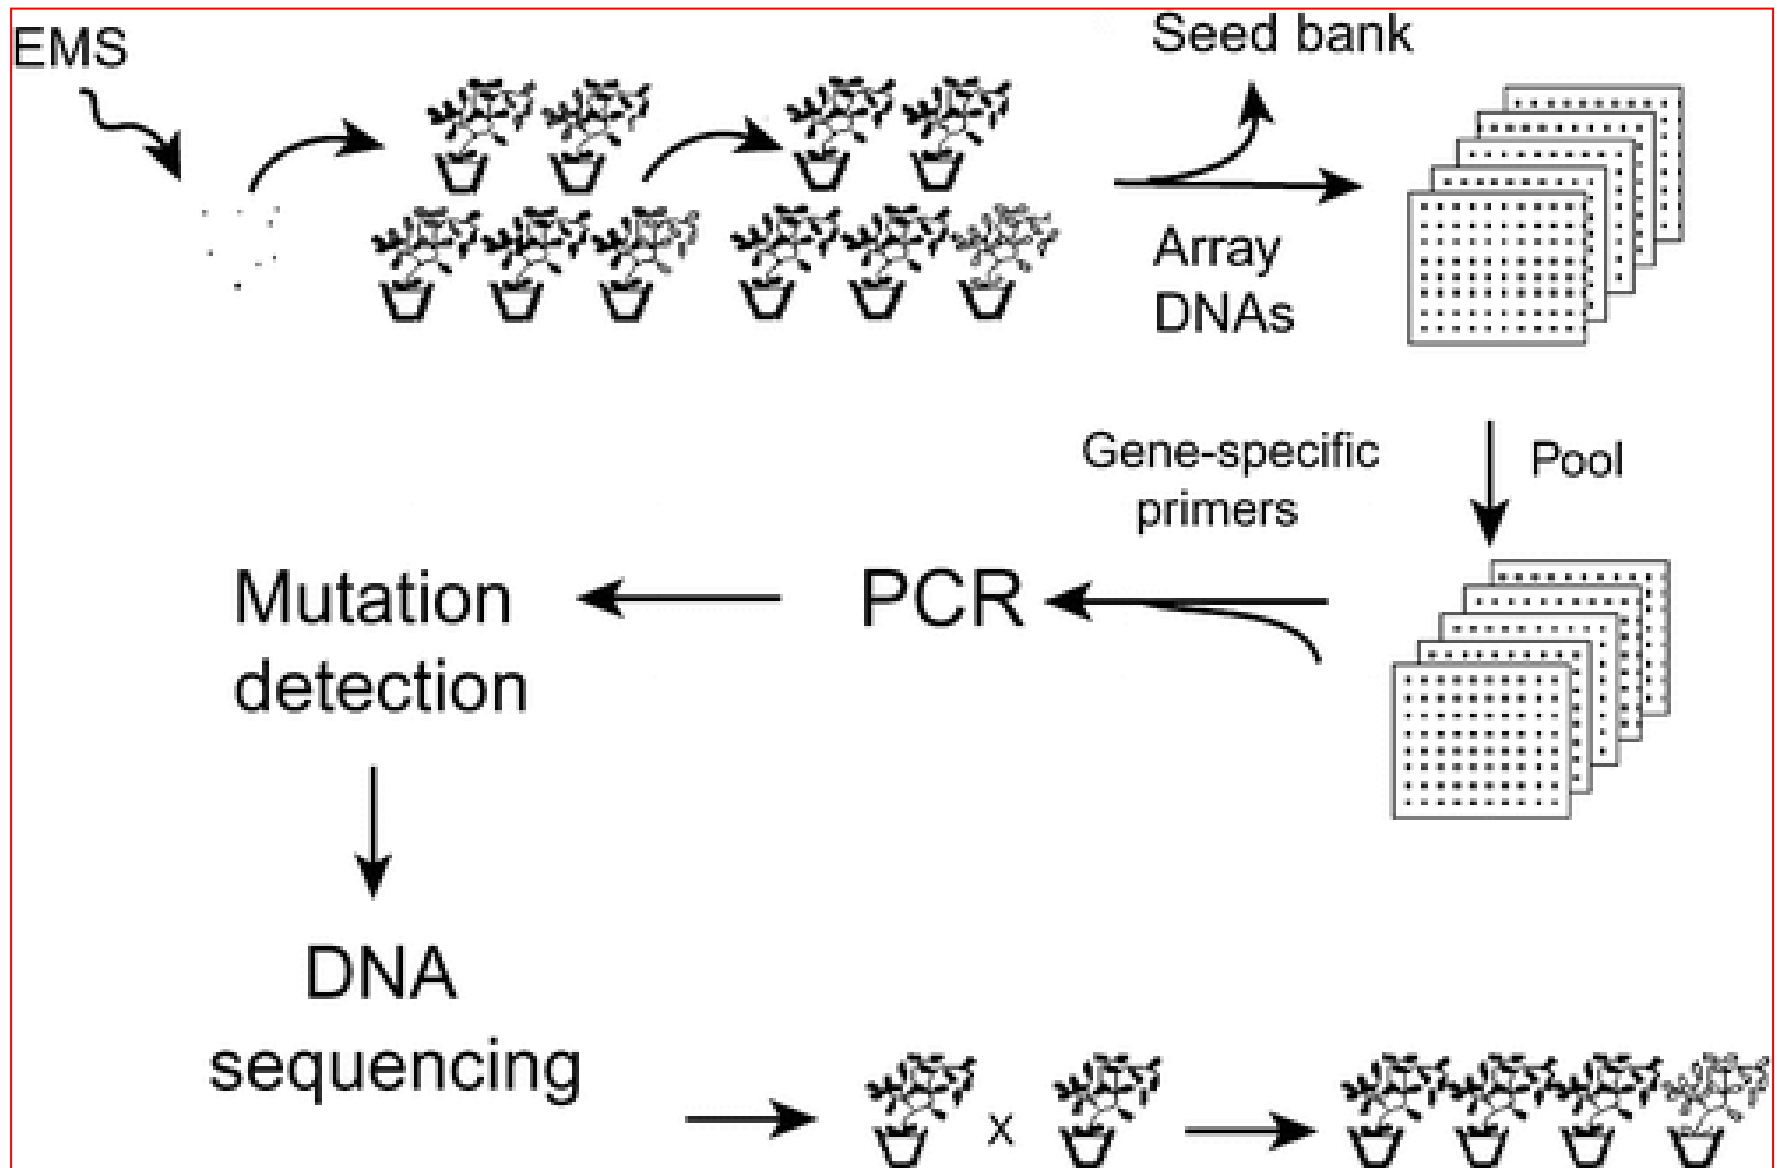 EMS
Seed bank
Array
DNAs
Gene-specific
primers
Pool
PCR
Mutation
detection
DNA
sequencing
x